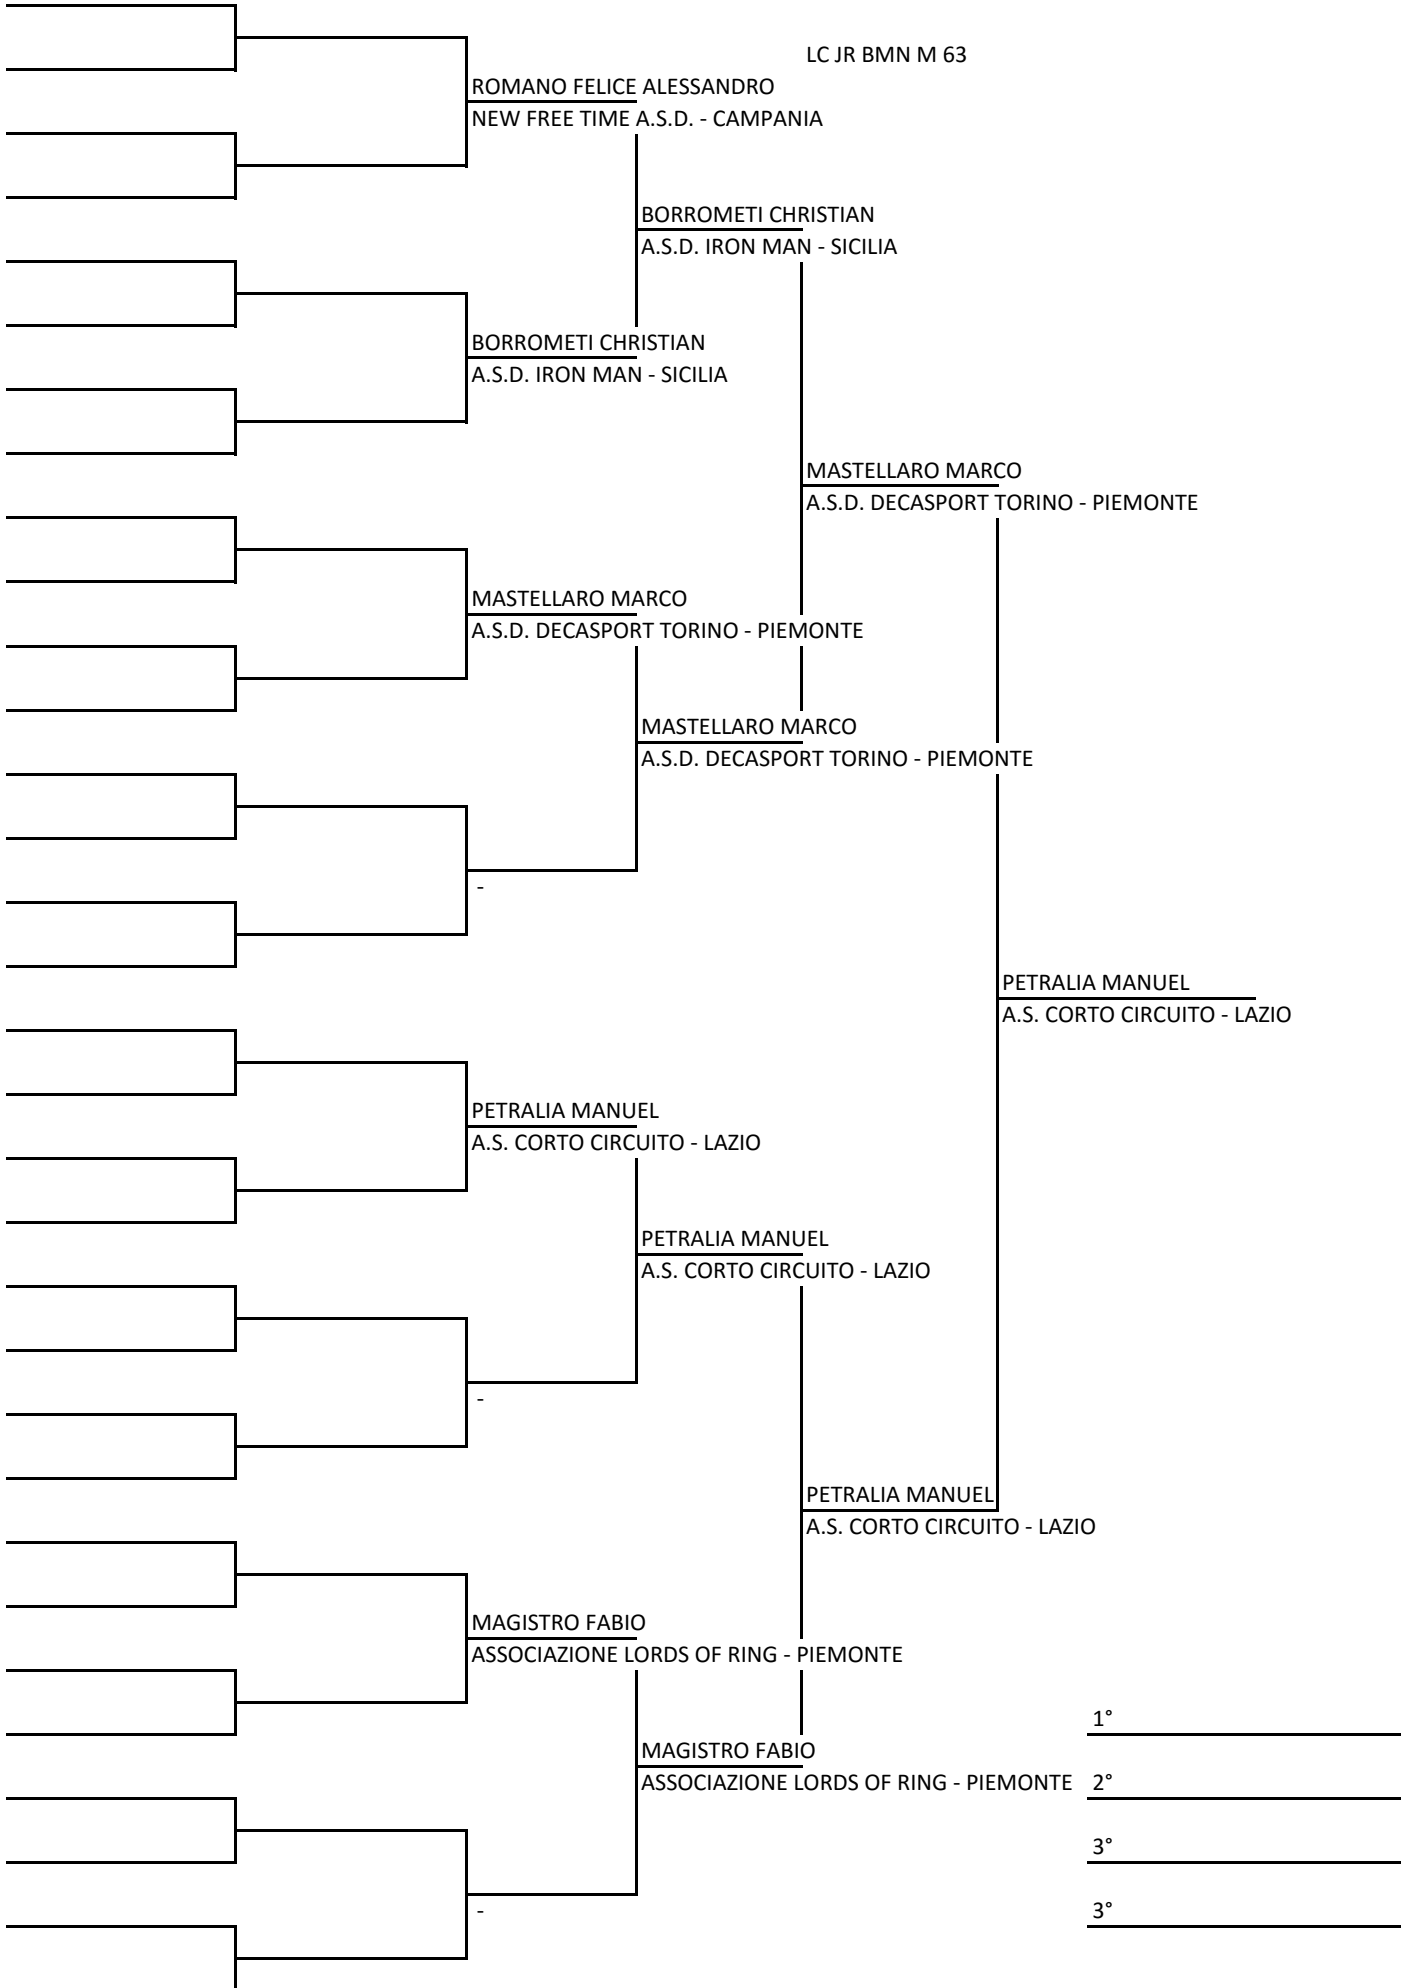 LC JR BMN M 63
ROMANO FELICE ALESSANDRO
NEW FREE TIME A.S.D. - CAMPANIA
BORROMETI CHRISTIAN
A.S.D. IRON MAN - SICILIA
BORROMETI CHRISTIAN
A.S.D. IRON MAN - SICILIA
MASTELLARO MARCO
A.S.D. DECASPORT TORINO - PIEMONTE
MASTELLARO MARCO
A.S.D. DECASPORT TORINO - PIEMONTE
MASTELLARO MARCO
A.S.D. DECASPORT TORINO - PIEMONTE
-
PETRALIA MANUEL
A.S. CORTO CIRCUITO - LAZIO
PETRALIA MANUEL
A.S. CORTO CIRCUITO - LAZIO
PETRALIA MANUEL
A.S. CORTO CIRCUITO - LAZIO
-
PETRALIA MANUEL
A.S. CORTO CIRCUITO - LAZIO
MAGISTRO FABIO
ASSOCIAZIONE LORDS OF RING - PIEMONTE
1°
MAGISTRO FABIO
ASSOCIAZIONE LORDS OF RING - PIEMONTE
2°
3°
-
3°